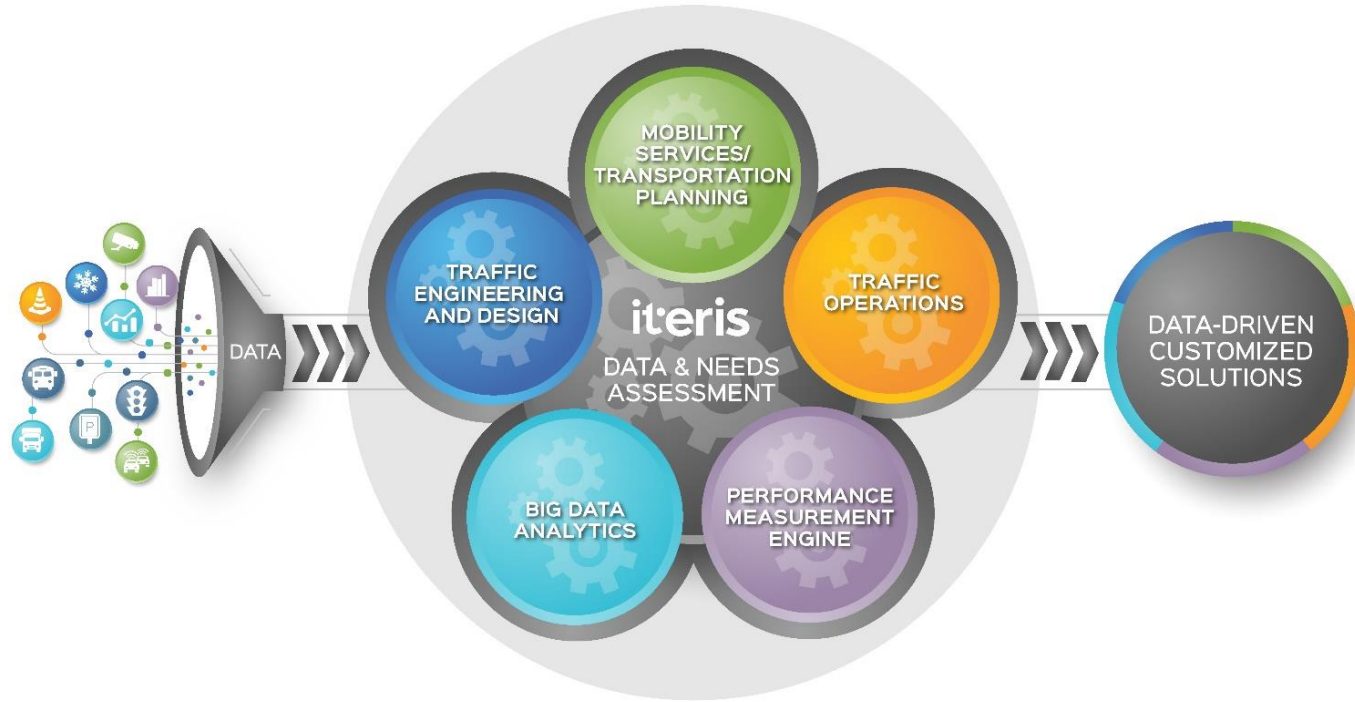 DATA
MOBILITY
SERVICES/
TRANSPORTATION
PLANNING
TRAFFIC
ENGINEERING
AND DESIGN
TRAFFIC
OPERATIONS
iteris
DATA & NEEDS
ASSESSMENT
BIG DATA
ANALYTICS
PERFORMANCE
MEASUREMENT
ENGINE
DATA-DRIVEN
CUSTOMIZED
SOLUTIONS
P